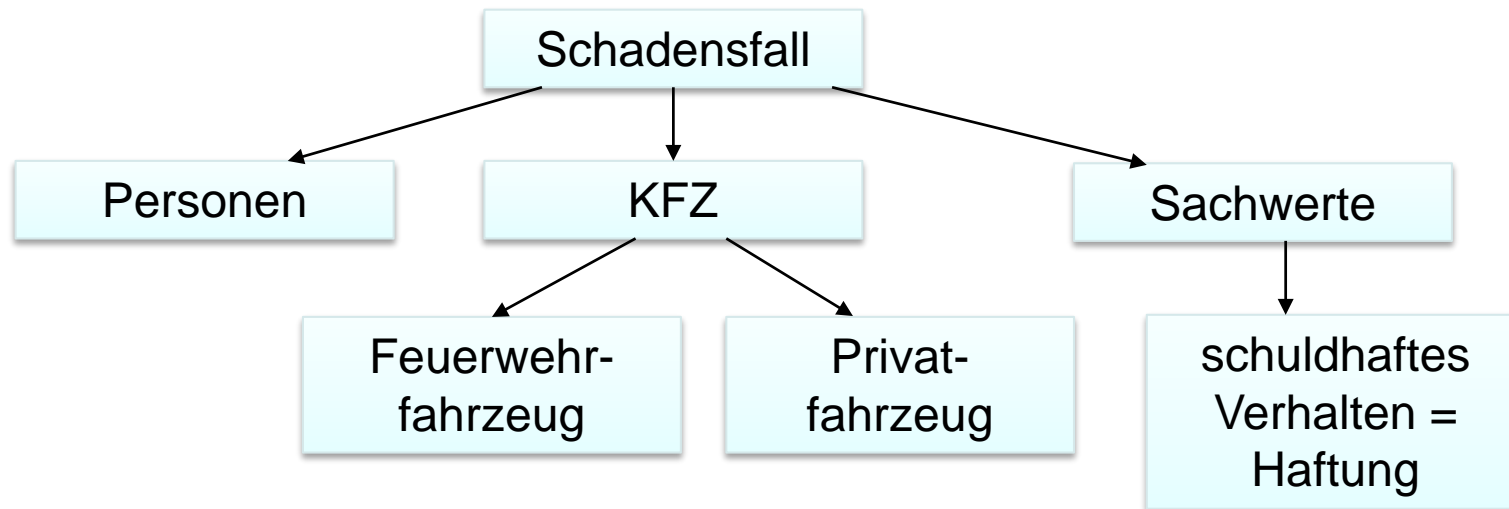 Schadensfall
Personen
KFZ
Sachwerte
Feuerwehr-
fahrzeug
Privat-
fahrzeug
schuldhaftes
Verhalten =
Haftung